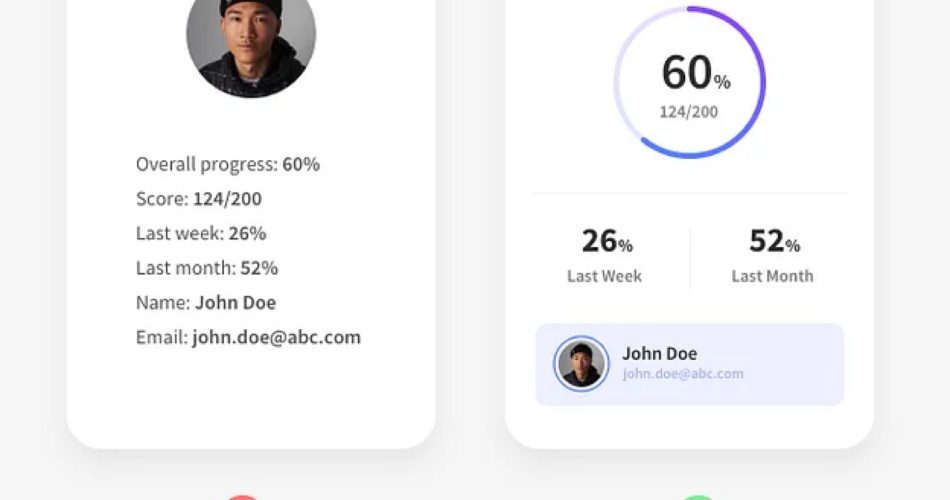 Overall progress: 60%
Score: 124/200
Last week: 26%
Last month: 52%
Name: John Doe
Email: john.doe@abc.com
60%
124/200
26%
Last Week
52%
Last Month
John Doe
john.doe@abc.com